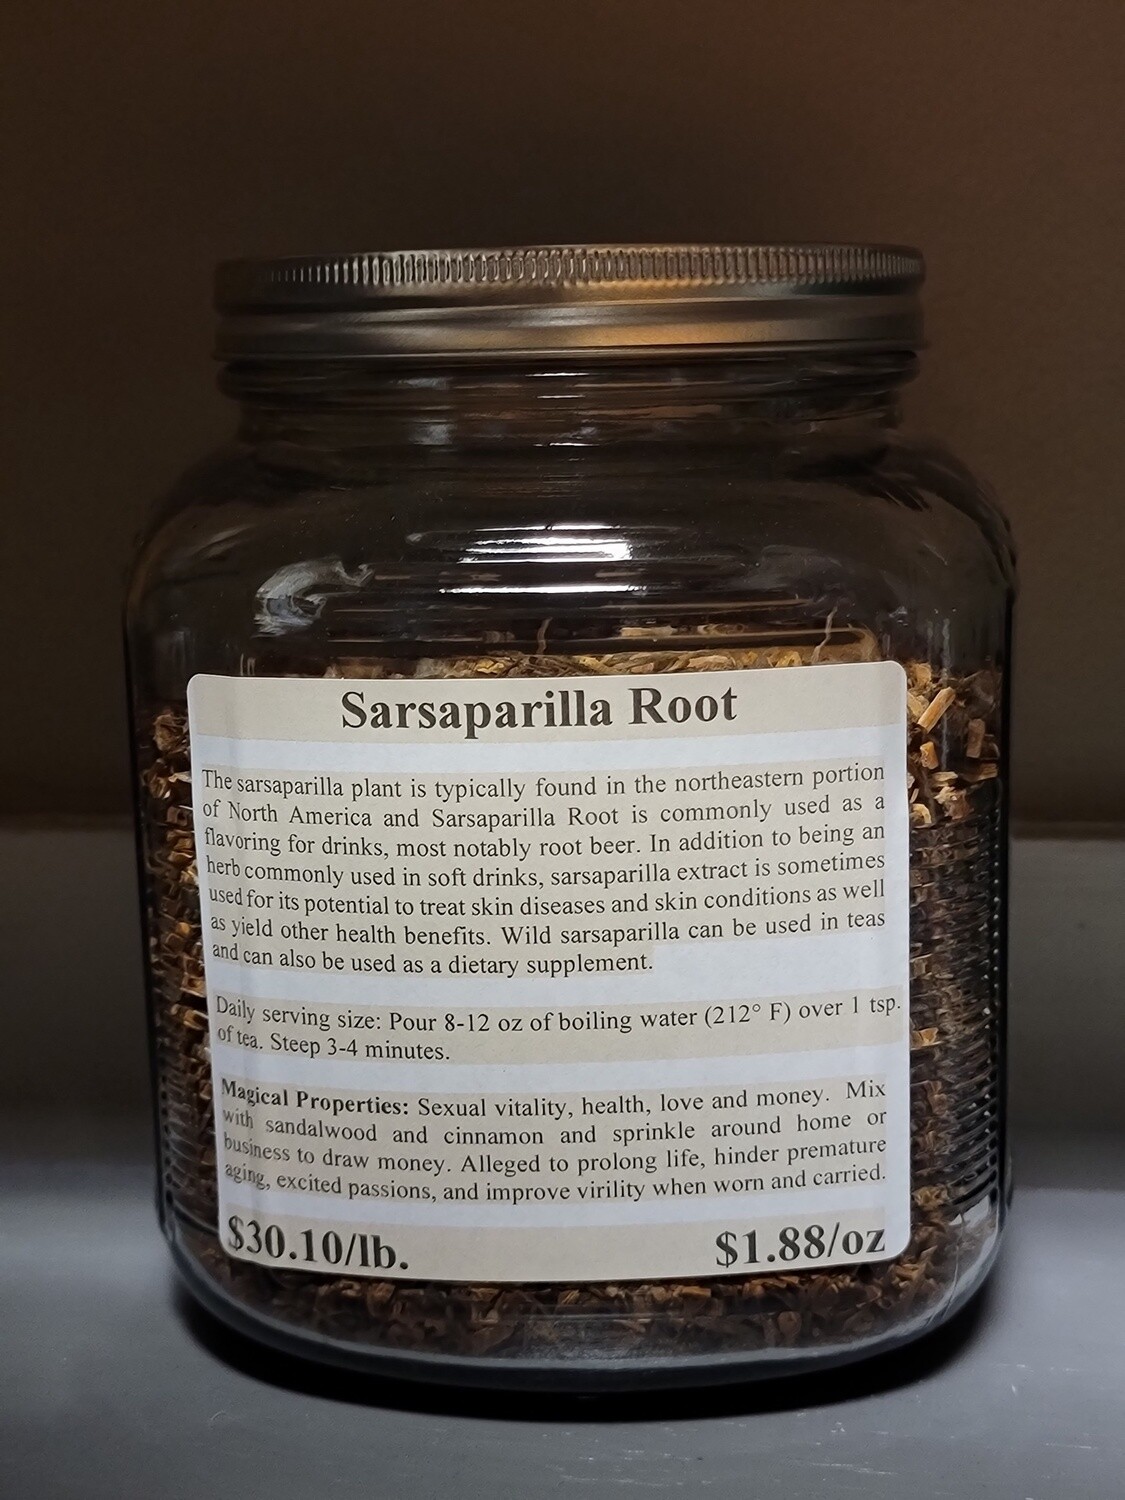 Sarsaparilla Root
The sarsaparilla plant is typically found in the northeastern portion
of North America and Sarsaparilla Root is commonly used as a
flavoring for drinks, most notably root beer. In addition to being an
herb commonly used in soft drinks, sarsaparilla extract is sometimes
used for its potential to treat skin diseases and skin conditions as well
as yield other health benefits. Wild sarsaparilla can be used in teas
and can also be used as a dietary supplement.
Daily serving size: Pour 8-12 oz of boiling water (212° F) over 1 tsp.
of tea. Steep 3-4 minutes.
Magical Properties: Sexual vitality, health, love and money. Mix
with sandalwood and cinnamon and sprinkle around home or
business to draw money. Alleged to prolong life, hinder premature
aging, excited passions, and improve virility when worn and carried.
$30.10/lb. $1.88/oz